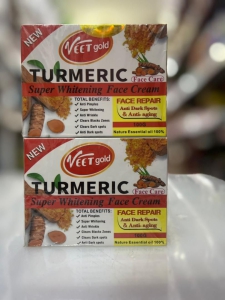 NEW
VEET gold
TURMERIC
Face Care
Super Whitening Face Cream
TOTAL BENEFITS:
Anti Pimples
Super Whitening
Anti Wrinkle
Clears Blacks Zones
Clears Dark spots
Anti Dark spots
FACE REPAIR
Anti Dark Spots
& Anti-aging
Nature Essential oil 100%
NEW
VEET gold
TURMERIC
Face Care
Super Whitening Face Cream
TOTAL BENEFITS:
Anti Pimples
Super Whitening
Anti Wrinkle
Clears Blacks Zones
Clears Dark spots
Anti Dark spots
FACE REPAIR
Anti Dark Spots
& Anti-aging
Nature Essential oil 100%